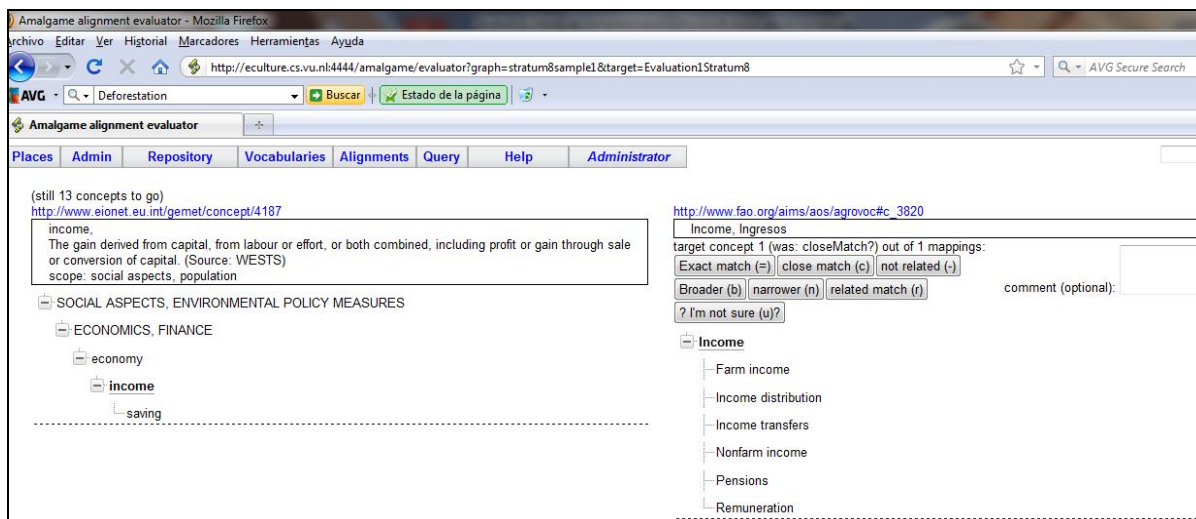 Amalgame alignment evaluator - Mozilla Firefox
Archivo Editar Ver Historial Marcadores Herramientas Ayuda
http://eculture.cs.vu.nl:4444/amalgame/evaluator?graph=stratum8sample1&target=Evaluation1Stratum8
AVG Secure Search
AVG Deforestation Buscar Estado de la página
Amalgame alignment evaluator
Places Admin Repository Vocabularies Alignments Query Help Administrator
(still 13 concepts to go)
http://www.eionet.eu.int/gemet/concept/4187
income,
The gain derived from capital, from labour or effort, or both combined, including profit or gain through sale
or conversion of capital. (Source: WESTS)
scope: social aspects, population
SOCIAL ASPECTS, ENVIRONMENTAL POLICY MEASURES
ECONOMICS, FINANCE
economy
income
saving
http://www.fao.org/aims/aos/agrovoc#c_3820
Income, Ingresos
target concept 1 (was: closeMatch?) out of 1 mappings:
Exact match (=) close match (c) not related (-)
Broader (b) narrower (n) related match (r)
comment (optional):
? I'm not sure (u)?
Income
Farm income
Income distribution
Income transfers
Nonfarm income
Pensions
Remuneration